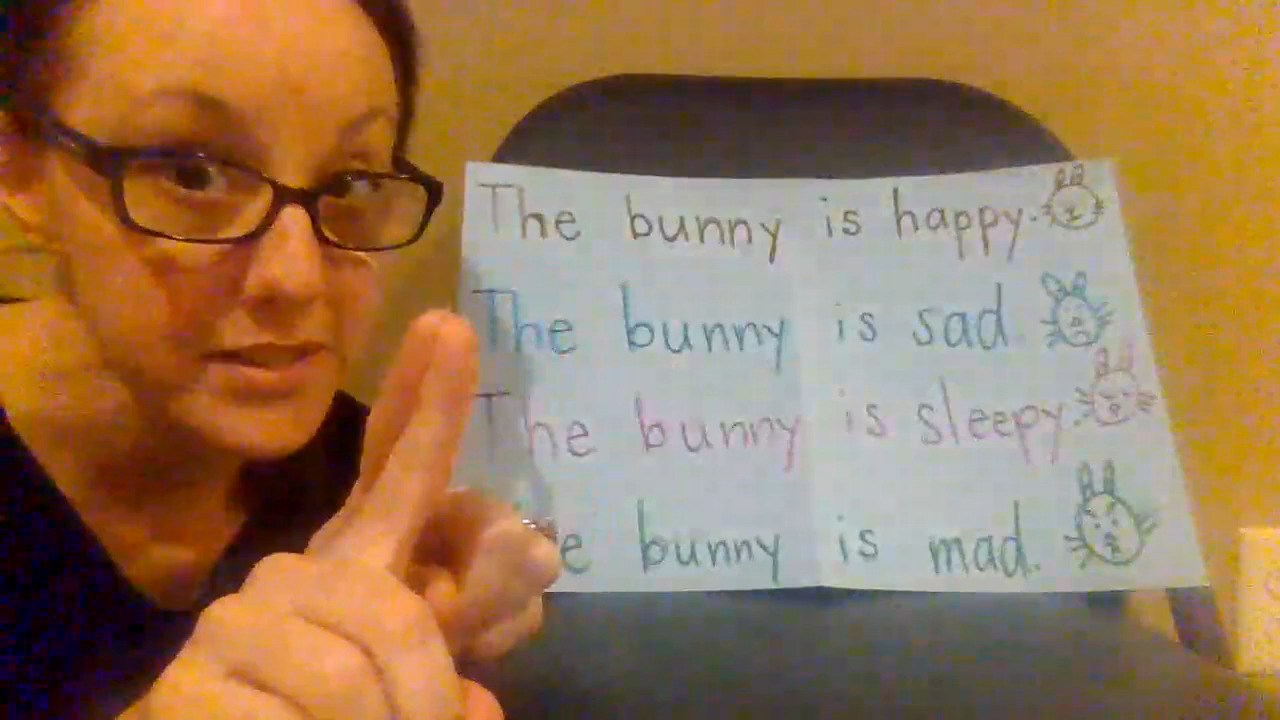 The bunny is happy.
The bunny is sad
The bunny is sleepy.
e bunny is mad.